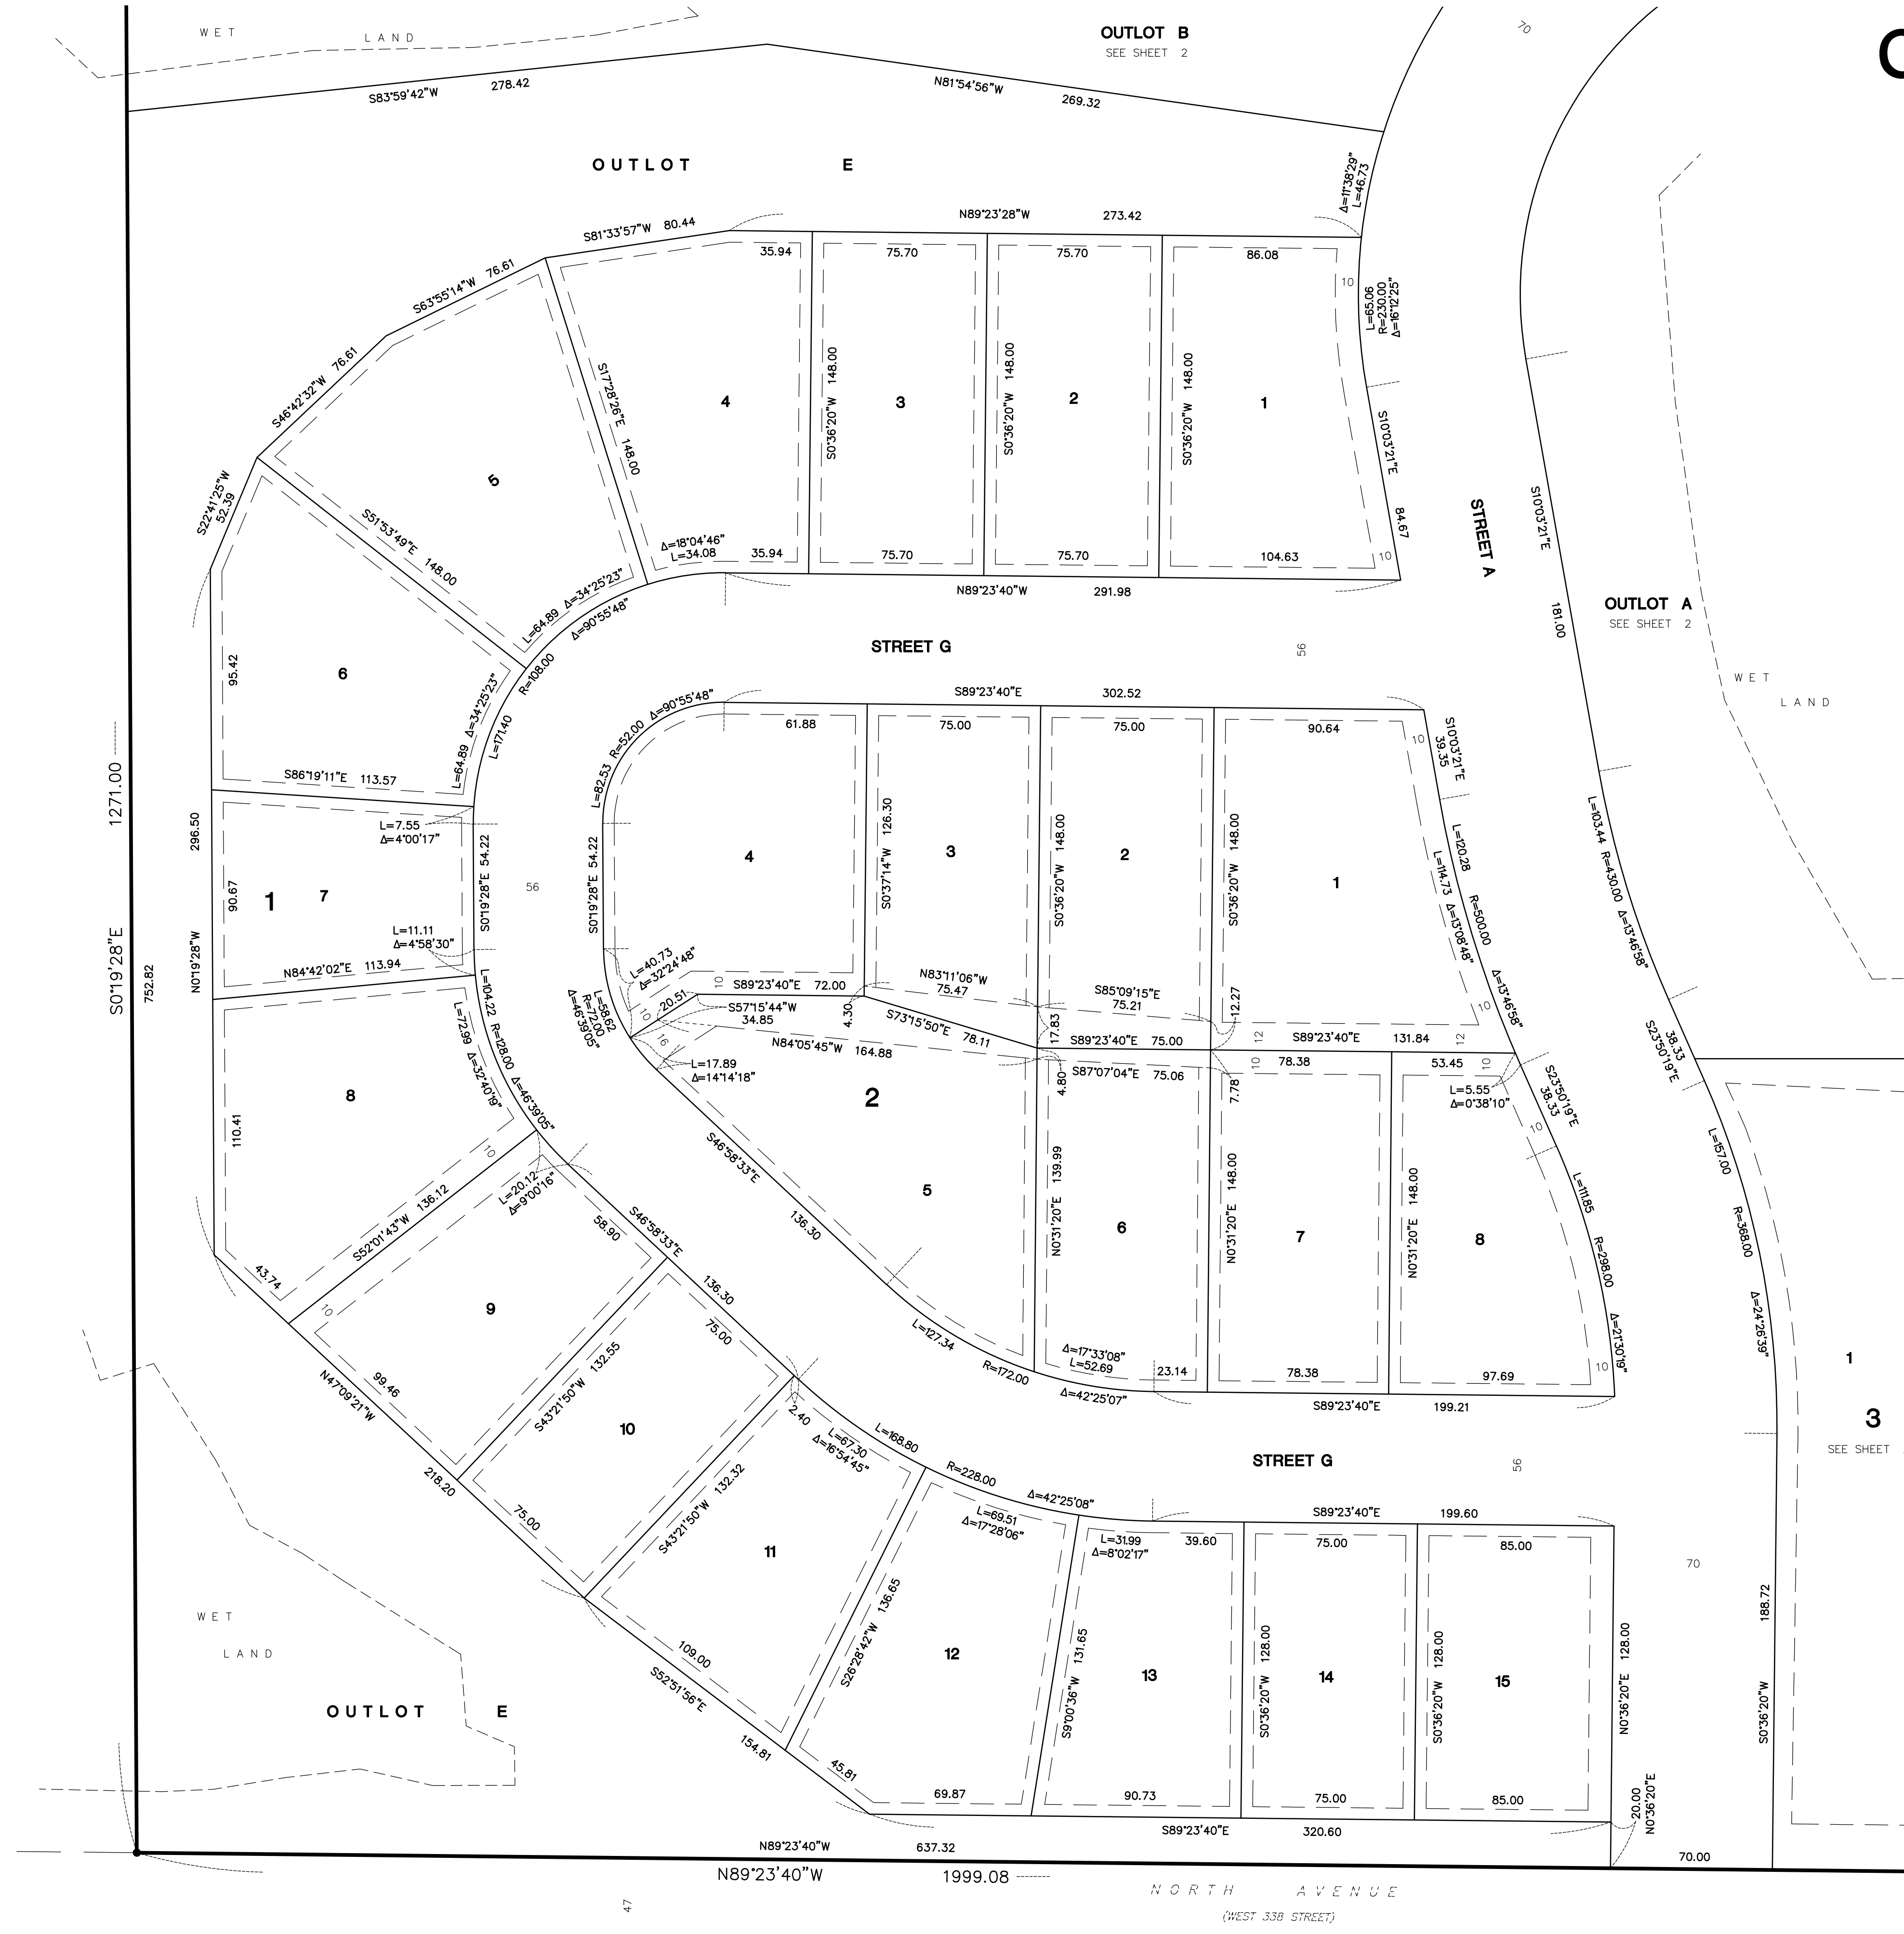 WET LAND
OUTLOT B
SEE SHEET 2
70
S83°59'42"W 278.42
N81°54'56"W 269.32
OUTLOT E
Δ=11°38'29"
L=46.73
N89°23'28"W 273.42
S81°33'57"W 80.44
S63°55'14"W 76.61
S46°42'32"W 76.61
S22°41'25"W
52.39
35.94
75.70
75.70
86.08
10
L=65.06
R=230.00
Δ=16°12'25"
S17°28'26"E 148.00
S0°36'20"W 148.00
S0°36'20"W 148.00
S0°36'20"W 148.00
4
3
2
1
5
S10°03'21"E
84.67
S51°53'49"E 148.00
Δ=18°04'46"
L=34.08
35.94
75.70
75.70
104.63
10
N89°23'40"W 291.98
STREET A
S10°03'21"E
181.00
OUTLOT A
SEE SHEET 2
WET
LAND
L=64.89 Δ=34°25'23"
Δ=90°55'48"
R=108.00
L=171.40
L=64.89 Δ=34°25'23"
STREET G
56
6
95.42
S86°19'11"E 113.57
S89°23'40"E 302.52
L=82.53 R=52.00 Δ=90°55'48"
61.88
75.00
75.00
90.64
10
S10°03'21"E
39.35
S0°19'28"E 1271.00
296.50
L=7.55
Δ=4°00'17"
S0°19'28"E 54.22
56
S0°19'28"E 54.22
S0°37'14"W 126.30
S0°36'20"W 148.00
S0°36'20"W 148.00
4
3
2
1
L=120.28
R=500.00
Δ=13°46'58"
L=114.73 Δ=13°08'48"
L=103.44 R=430.00 Δ=13°46'58"
90.67
1
7
N0°19'28"W
752.82
L=11.11
Δ=4°58'30"
N84°42'02"E 113.94
L=40.73
Δ=32°24'48"
10
S89°23'40"E 72.00
N83°11'06"W
75.47
S85°09'15"E
75.21
12.27
10
20.51
S57°15'44"W
34.85
4.30
S73°15'50"E 78.11
17.83
S89°23'40"E 75.00
12
S89°23'40"E 131.84
12
L=58.62
R=72.00
Δ=46°39'05"
10
16
N84°05'45"W 164.88
L=17.89
Δ=14°14'18"
4.80
S87°07'04"E 75.06
7.78
10
78.38
53.45
10
L=5.55
Δ=0°38'10"
S23°50'19"E
38.33
38.33
S23°50'19"E
L=104.22 R=128.00 Δ=46°39'05"
L=72.99 Δ=32°40'19"
8
110.41
2
10
10
L=20.12
Δ=9°00'16"
S46°58'33"E
136.30
5
N0°31'20"E 139.99
6
N0°31'20"E 148.00
7
N0°31'20"E 148.00
8
L=111.85
R=298.00
Δ=21°30'19"
L=157.00
R=368.00
Δ=24°26'39"
S52°01'43"W 136.12
43.74
10
58.90
S46°58'33"E
136.30
9
99.46
N47°09'21"W
218.20
S43°21'50"W 132.55
75.00
10
75.00
L=127.34
R=172.00
Δ=42°25'07"
Δ=17°33'08"
L=52.69
23.14
78.38
97.69
10
S89°23'40"E 199.21
1
3
SEE SHEET
2.40
L=67.30
Δ=16°54'45"
L=168.80
R=228.00
Δ=42°25'08"
S43°21'50"W 132.32
STREET G
56
L=69.51
Δ=17°28'06"
S89°23'40"E 199.60
L=31.99
Δ=8°02'17"
39.60
75.00
85.00
70
11
S26°28'42"W 136.65
12
S9°00'36"W 131.65
13
S0°36'20"W 128.00
14
S0°36'20"W 128.00
15
N0°36'20"E 128.00
188.72
S0°36'20"W
WET
LAND
OUTLOT E
109.00
S52°51'56"E
154.81
45.81
69.87
90.73
75.00
85.00
20.00
N0°36'20"E
S89°23'40"E 320.60
N89°23'40"W 637.32
70.00
N89°23'40"W 1999.08
NORTH AVENUE
(WEST 338 STREET)
47